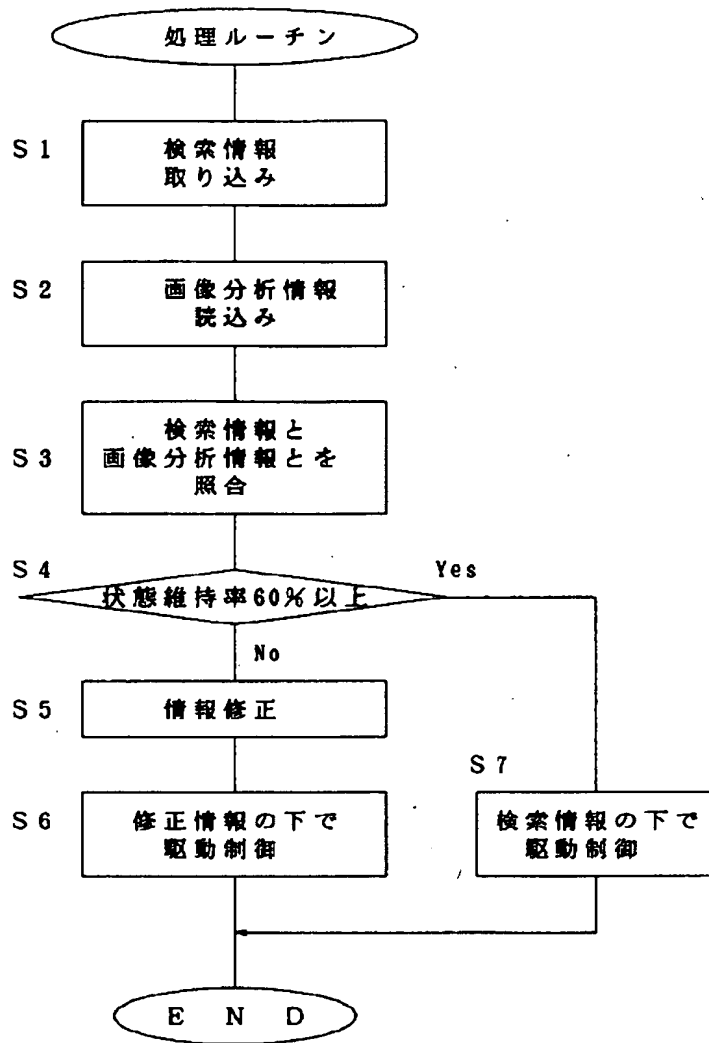 処理ルーチン
S1
検索情報
取り込み
S2
画像分析情報
読込み
S3
検索情報と
画像分析情報とを
照合
S4
状態維持率60%以上
Yes
No
S5
情報修正
S6
修正情報の下で
駆動制御
S7
検索情報の下で
駆動制御
END